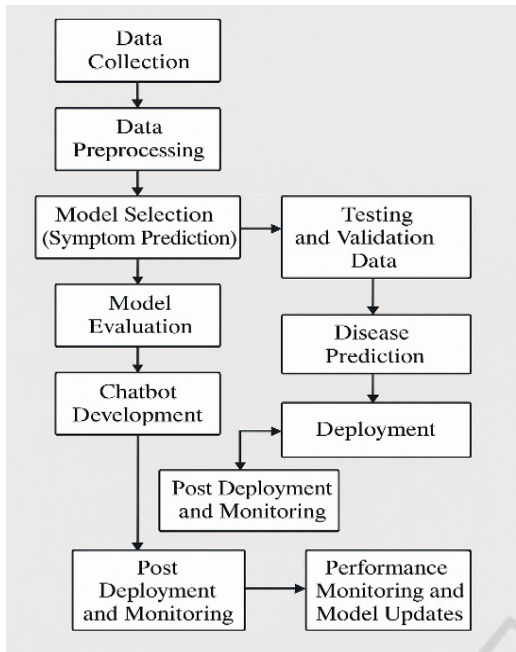 Data
Collection
Data
Preprocessing
Model Selection
(Symptom Prediction)
Testing
and Validation
Data
Model
Evaluation
Disease
Prediction
Chatbot
Development
Deployment
Post Deployment
and Monitoring
Post
Deployment
and Monitoring
Performance
Monitoring and
Model Updates